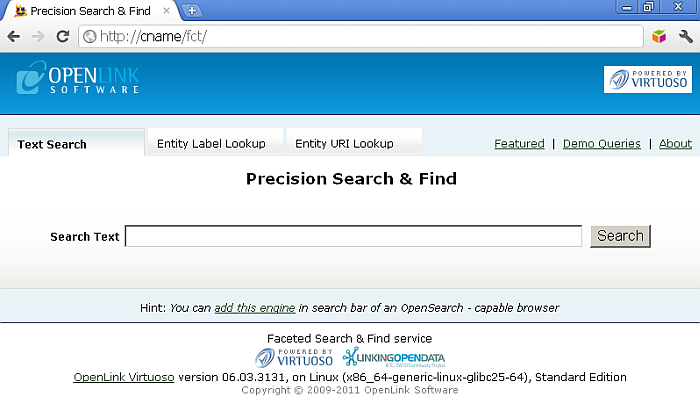 Precision Search & Find
http://cname/fct/
OPENLINK
SOFTWARE
POWERED BY
VIRTUOSO
Text Search
Entity Label Lookup
Entity URI Lookup
Featured | Demo Queries | About
Precision Search & Find
Search Text
Search
Hint: You can add this engine in search bar of an OpenSearch - capable browser
Faceted Search & Find service
POWERED BY
VIRTUOSO
LINKINGOPENDATA
OpenLink Virtuoso version 06.03.3131, on Linux (x86_64-generic-linux-glibc25-64), Standard Edition
Copyright © 2009-2011 OpenLink Software